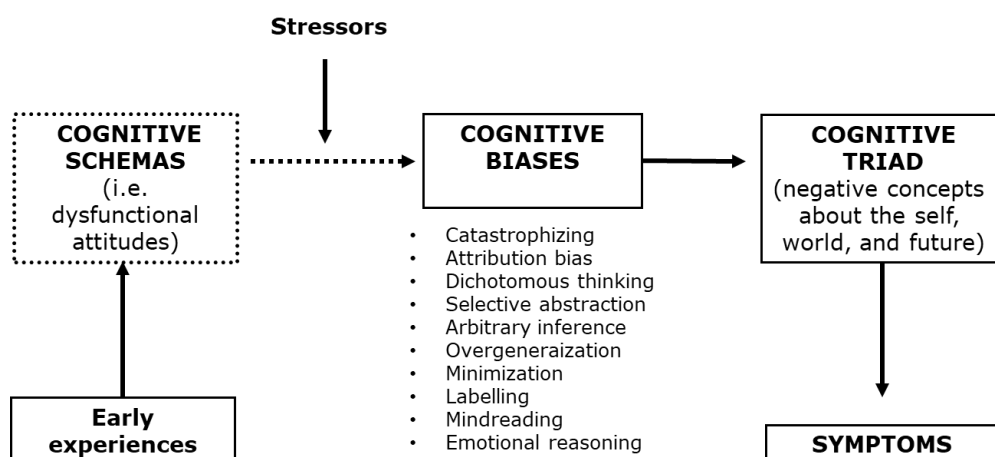 Stressors
COGNITIVE
SCHEMAS
(i.e.
dysfunctional
attitudes)
COGNITIVE
BIASES
COGNITIVE
TRIAD
(negative concepts
about the self,
world, and future)
• Catastrophizing
• Attribution bias
• Dichotomous thinking
• Selective abstraction
• Arbitrary inference
• Overgeneraization
• Minimization
• Labelling
• Mindreading
• Emotional reasoning
Early
experiences
SYMPTOMS